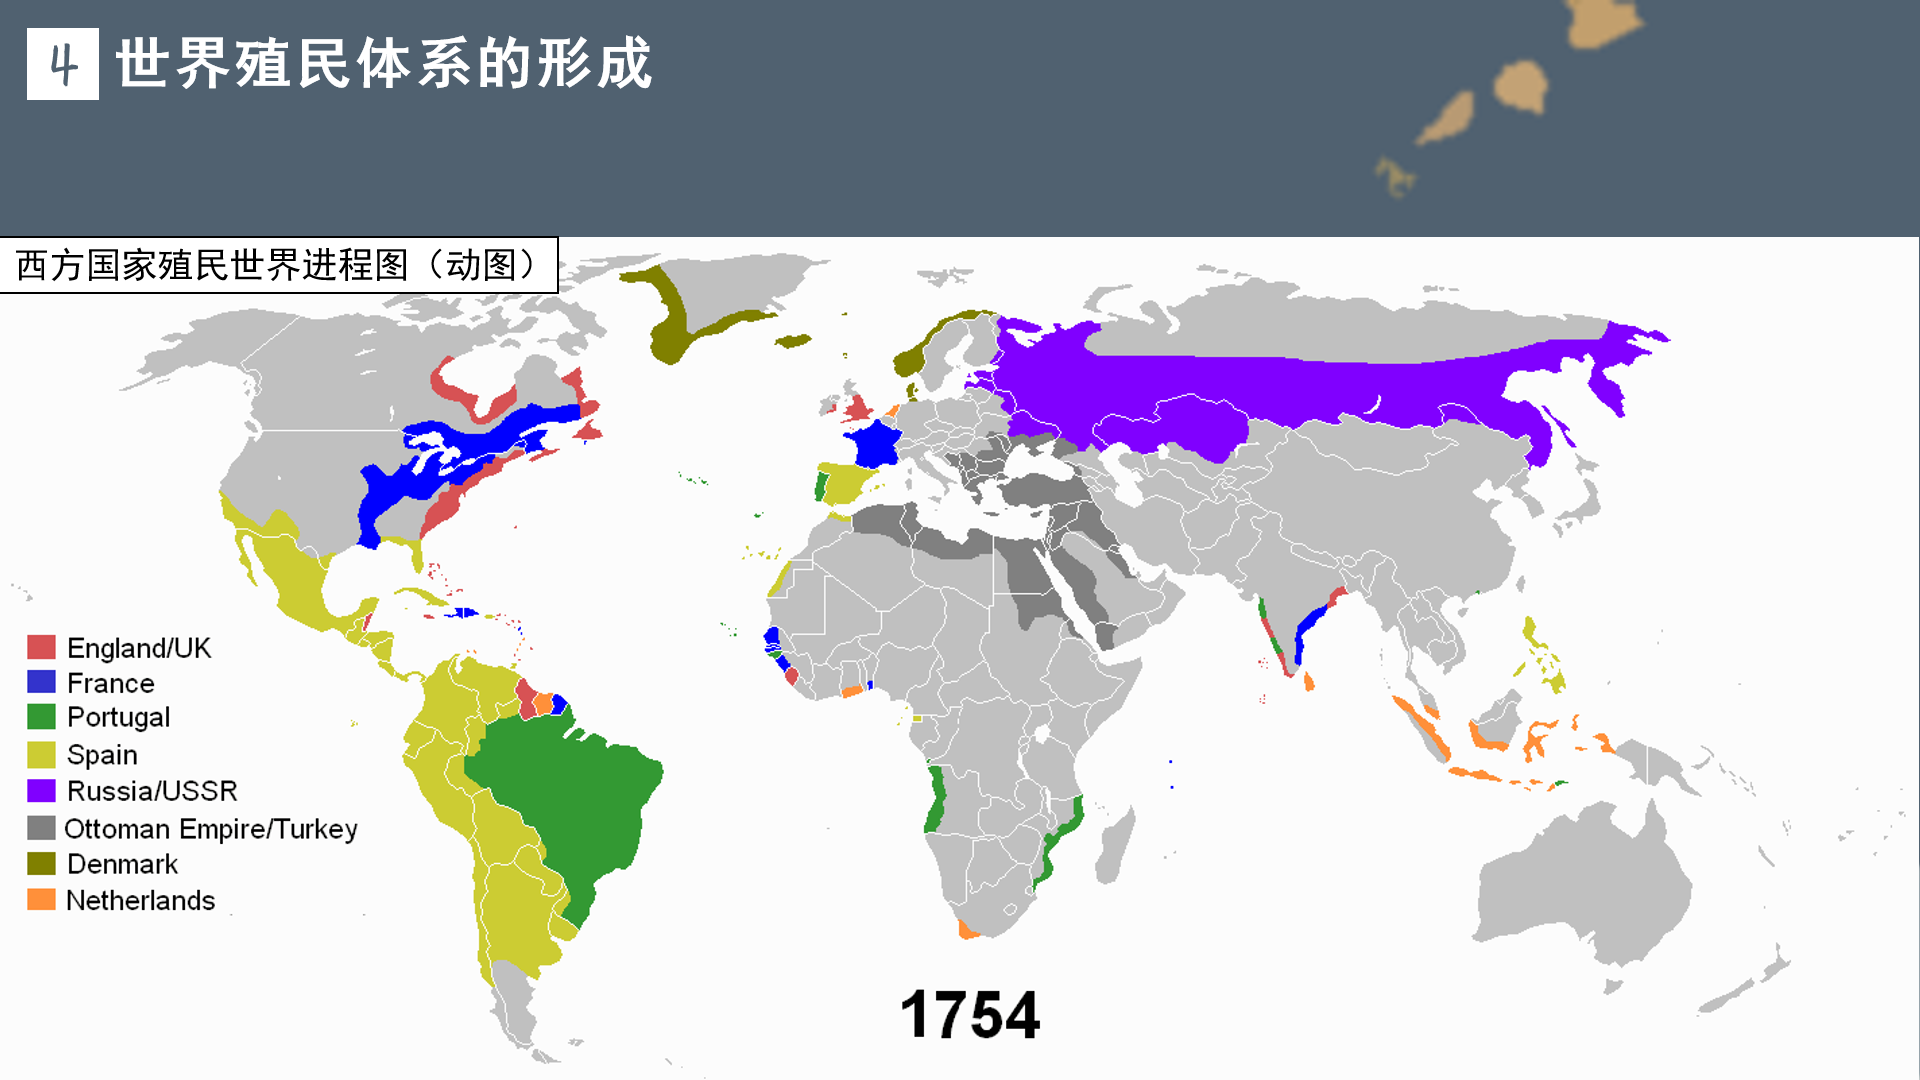 4 世界殖民体系的形成
西方国家殖民世界进程图（动图）
England/UK
France
Portugal
Spain
Russia/USSR
Ottoman Empire/Turkey
Denmark
Netherlands
1754